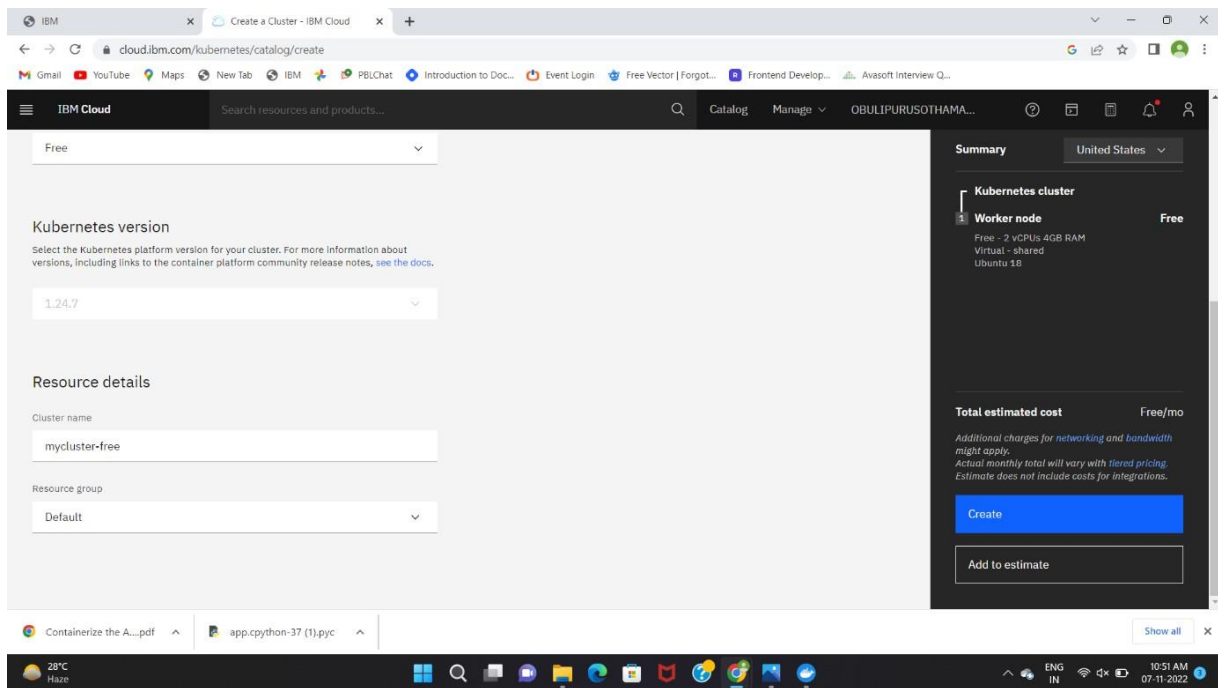 IBM
Create a Cluster - IBM Cloud
cloud.ibm.com/kubernetes/catalog/create
Gmail YouTube Maps New Tab IBM PBLChat Introduction to Doc... Event Login Free Vector | Forgot... Frontend Develop... Avasoft Interview Q...
IBM Cloud Search resources and products... Catalog Manage OBULIPURUSOTHAMA...
Free
Kubernetes version
Select the Kubernetes platform version for your cluster. For more information about
versions, including links to the container platform community release notes, see the docs.
1.24.7
Resource details
Cluster name
mycluster-free
Resource group
Default
Summary United States
Kubernetes cluster
1 Worker node Free
Free - 2 vCPUs 4GB RAM
Virtual - shared
Ubuntu 18
Total estimated cost Free/mo
Additional charges for networking and bandwidth
might apply.
Actual monthly total will vary with tiered pricing.
Estimate does not include costs for integrations.
Create
Add to estimate
Containerize the A....pdf app.cpython-37 (1).pyc Show all
28°C
Haze
ENG
IN
10:51 AM
07-11-2022
3